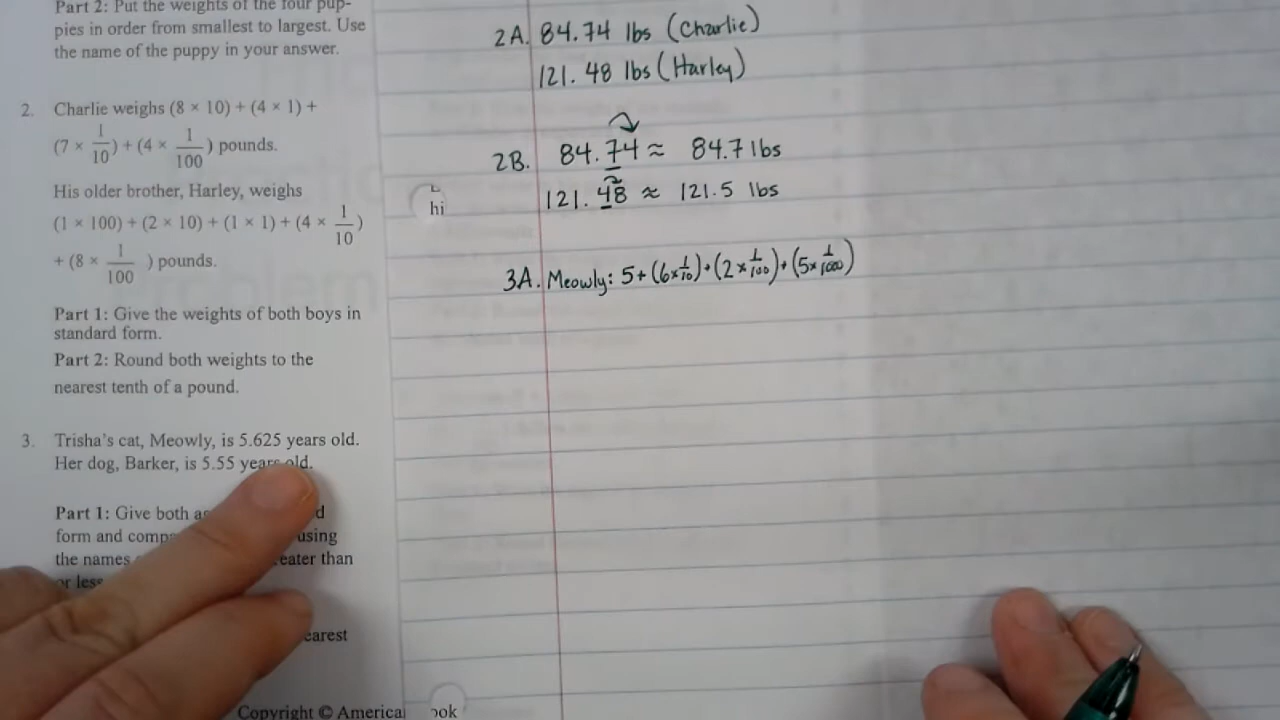 Part 2: Put the weights of the four pup-
pies in order from smallest to largest. Use
the name of the puppy in your answer.
2. Charlie weighs (8 × 10) + (4 × 1) +
(7 × 1/10) + (4 × 1/100) pounds.
His older brother, Harley, weighs
(1 × 100) + (2 × 10) + (1 × 1) + (4 × 1/10)
+ (8 × 1/100) pounds.
Part 1: Give the weights of both boys in
standard form.
Part 2: Round both weights to the
nearest tenth of a pound.
3. Trisha's cat, Meowly, is 5.625 years old.
Her dog, Barker, is 5.55 years old.
Part 1: Give both
form and using
the names than
or less
Copyright ©
hi
2A. 84.74 lbs (Charlie)
121.48 lbs (Harley)
2B. 84.74 ≈ 84.7 lbs
121.48 ≈ 121.5 lbs
3A. Meowly: 5+(6×1/10)+(2×1/100)+(5×1/1000)